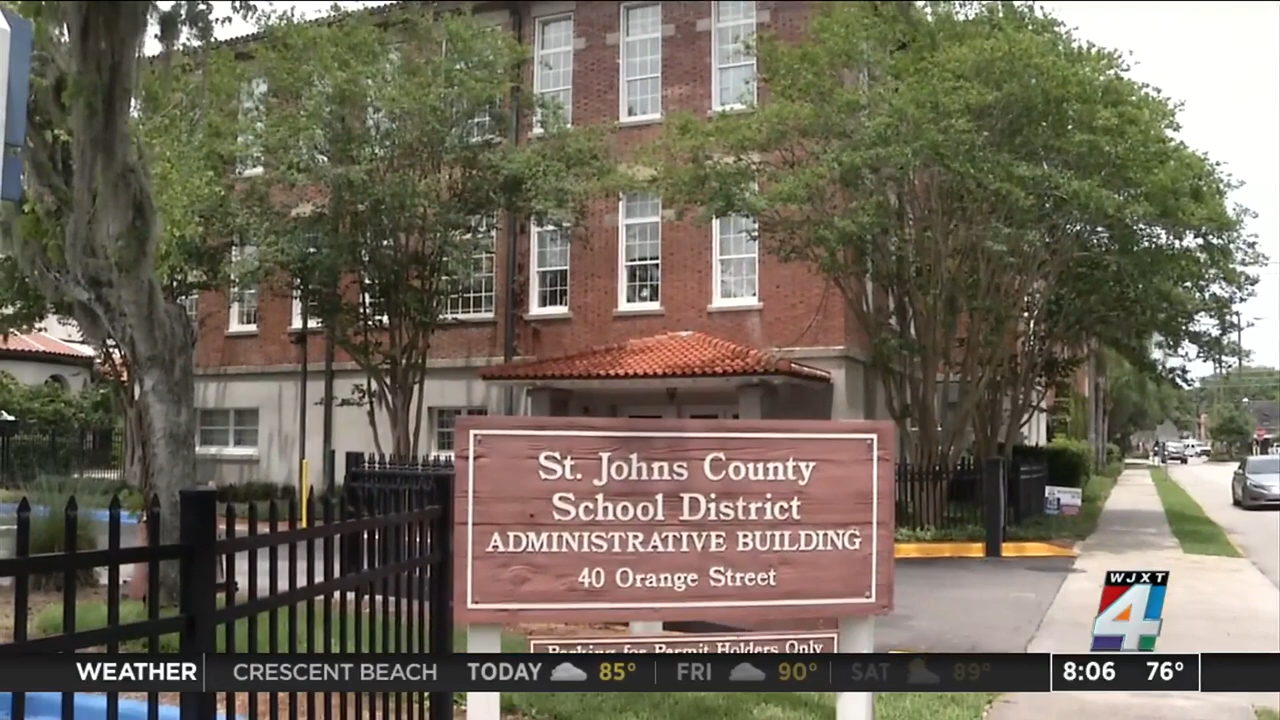 St. Johns County
School District
ADMINISTRATIVE BUILDING
40 Orange Street
Parking for Permit Holders Only
WJXT
4
WEATHER CRESCENT BEACH TODAY 85° FRI 90° SAT 89° 8:06 76°